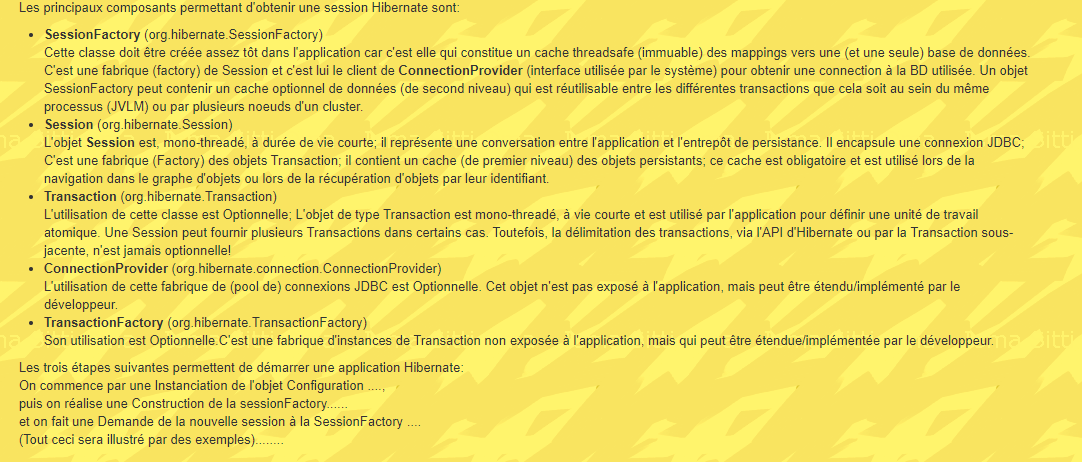 Les principaux composants permettant d'obtenir une session Hibernate sont:
SessionFactory (org.hibernate.SessionFactory)
Cette classe doit être créée assez tôt dans l'application car c'est elle qui constitue un cache threadsafe (immuable) des mappings vers une (et une seule) base de données.
C'est une fabrique (factory) de Session et c'est lui le client de ConnectionProvider (interface utilisée par le système) pour obtenir une connection à la BD utilisée. Un objet
SessionFactory peut contenir un cache optionnel de données (de second niveau) qui est réutilisable entre les différentes transactions que cela soit au sein du même
processus (JVLM) ou par plusieurs noeuds d'un cluster.
Session (org.hibernate.Session)
L'objet Session est, mono-threadé, à durée de vie courte; il représente une conversation entre l'application et l'entrepôt de persistance. Il encapsule une connexion JDBC;
C'est une fabrique (Factory) des objets Transaction; il contient un cache (de premier niveau) des objets persistants; ce cache est obligatoire et est utilisé lors de la
navigation dans le graphe d'objets ou lors de la récupération d'objets par leur identifiant.
Transaction (org.hibernate.Transaction)
L'utilisation de cette classe est Optionnelle; L'objet de type Transaction est mono-threadé, à vie courte et est utilisé par l'application pour définir une unité de travail
atomique. Une Session peut fournir plusieurs Transactions dans certains cas. Toutefois, la délimitation des transactions, via l'API d'Hibernate ou par la Transaction sous-
jacente, n'est jamais optionnelle!
ConnectionProvider (org.hibernate.connection.ConnectionProvider)
L'utilisation de cette fabrique de (pool de) connexions JDBC est Optionnelle. Cet objet n'est pas exposé à l'application, mais peut être étendu/implémenté par le
développeur.
TransactionFactory (org.hibernate.TransactionFactory)
Son utilisation est Optionnelle.C'est une fabrique d'instances de Transaction non exposée à l'application, mais qui peut être étendue/implémentée par le développeur.
Les trois étapes suivantes permettent de démarrer une application Hibernate:
On commence par une Instanciation de l'objet Configuration ....,
puis on réalise une Construction de la sessionFactory......
et on fait une Demande de la nouvelle session à la SessionFactory ....
(Tout ceci sera illustré par des exemples)........